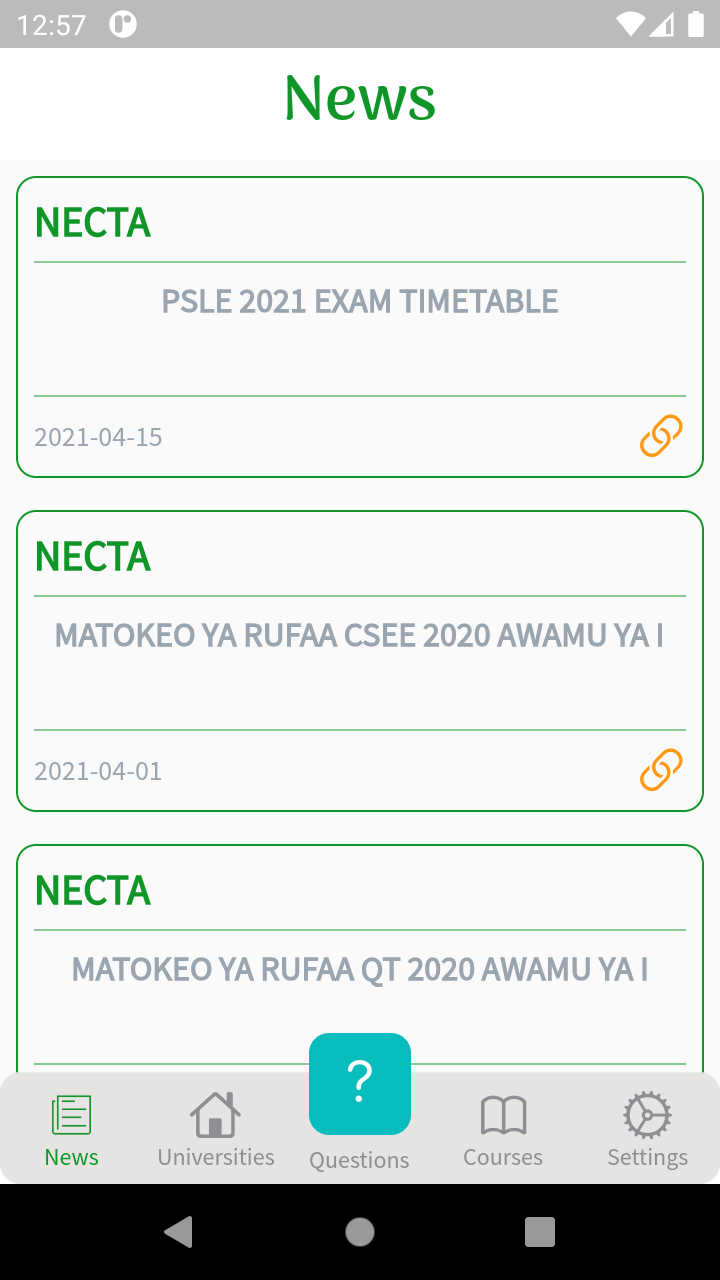 12:57
News
NECTA
PSLE 2021 EXAM TIMETABLE
2021-04-15
NECTA
MATOKEO YA RUFAA CSEE 2020 AWAMU YA I
2021-04-01
NECTA
MATOKEO YA RUFAA QT 2020 AWAMU YA I
?
News
Universities
Questions
Courses
Settings